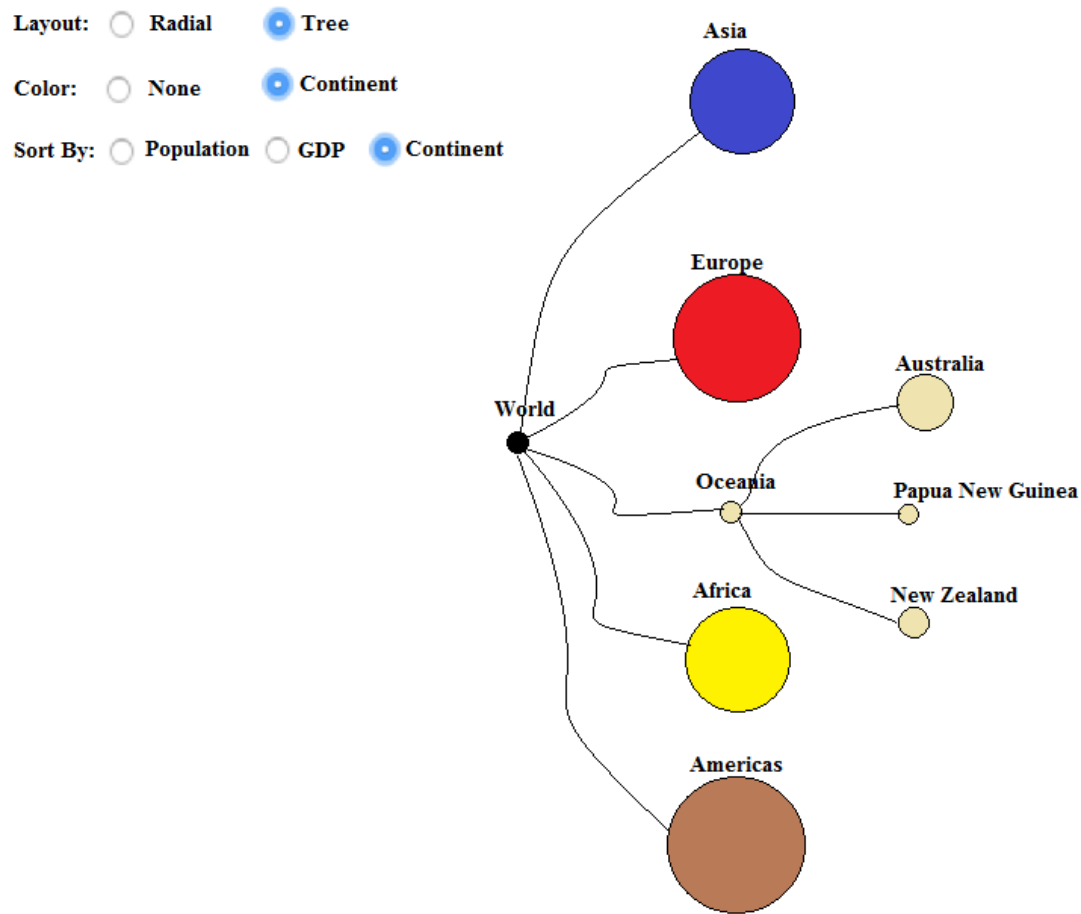 Layout: Radial Tree
Color: None Continent
Sort By: Population GDP Continent
Asia
Europe
Australia
World
Oceania
Papua New Guinea
Africa
New Zealand
Americas